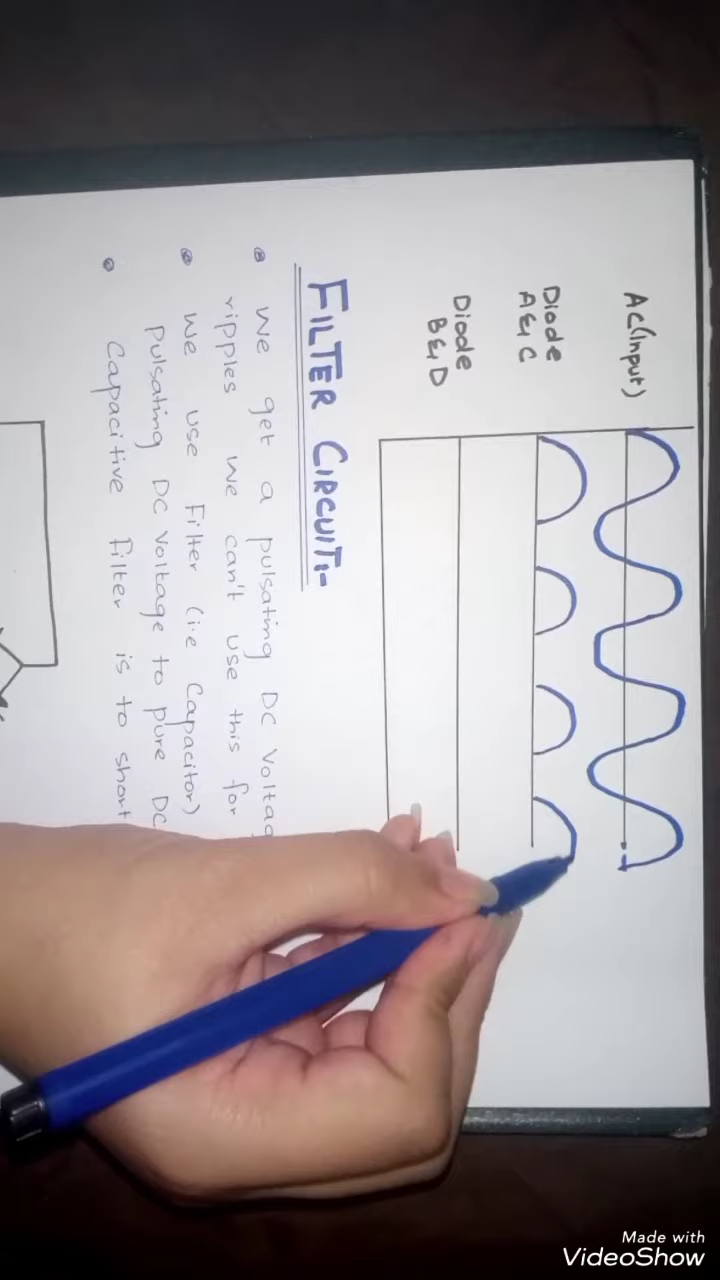 AC(Input)
Diode
A & C
Diode
B & D
FILTER CIRCUIT:-
We get a pulsating DC Voltag
ripples we can't use this for
We use Filter (i.e Capacitor)
pulsating DC Voltage to pure DC
Capacitive filter is to short
Made with
VideoShow